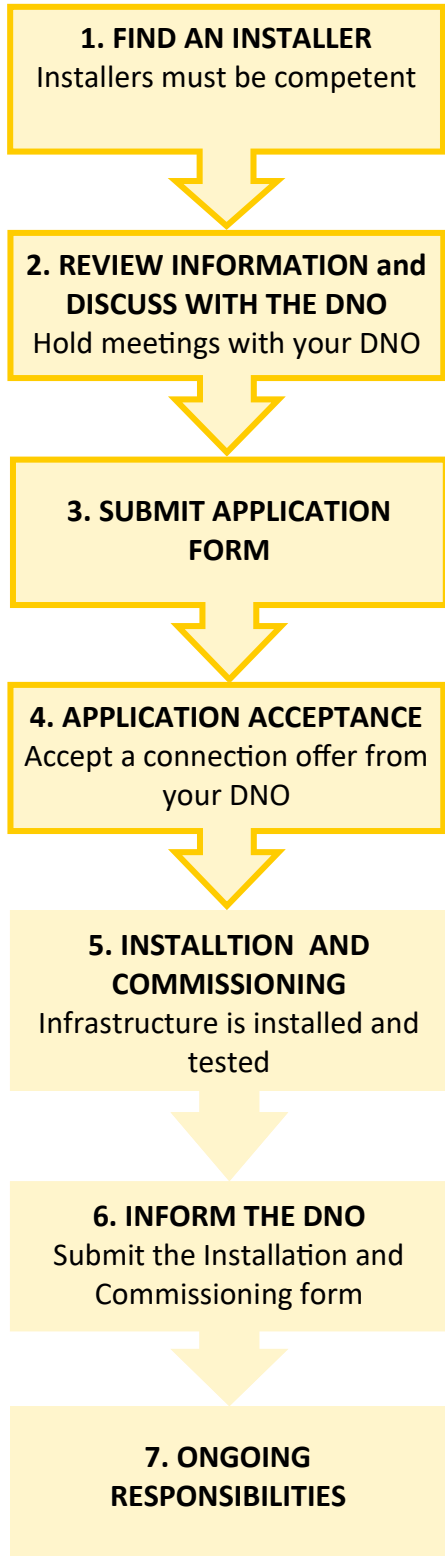 1. FIND AN INSTALLER
Installers must be competent
2. REVIEW INFORMATION and
DISCUSS WITH THE DNO
Hold meetings with your DNO
3. SUBMIT APPLICATION
FORM
4. APPLICATION ACCEPTANCE
Accept a connection offer from
your DNO
5. INSTALLTION  AND
COMMISSIONING
Infrastructure is installed and
tested
6. INFORM THE DNO
Submit the Installation and
Commissioning form
7. ONGOING
RESPONSIBILITIES